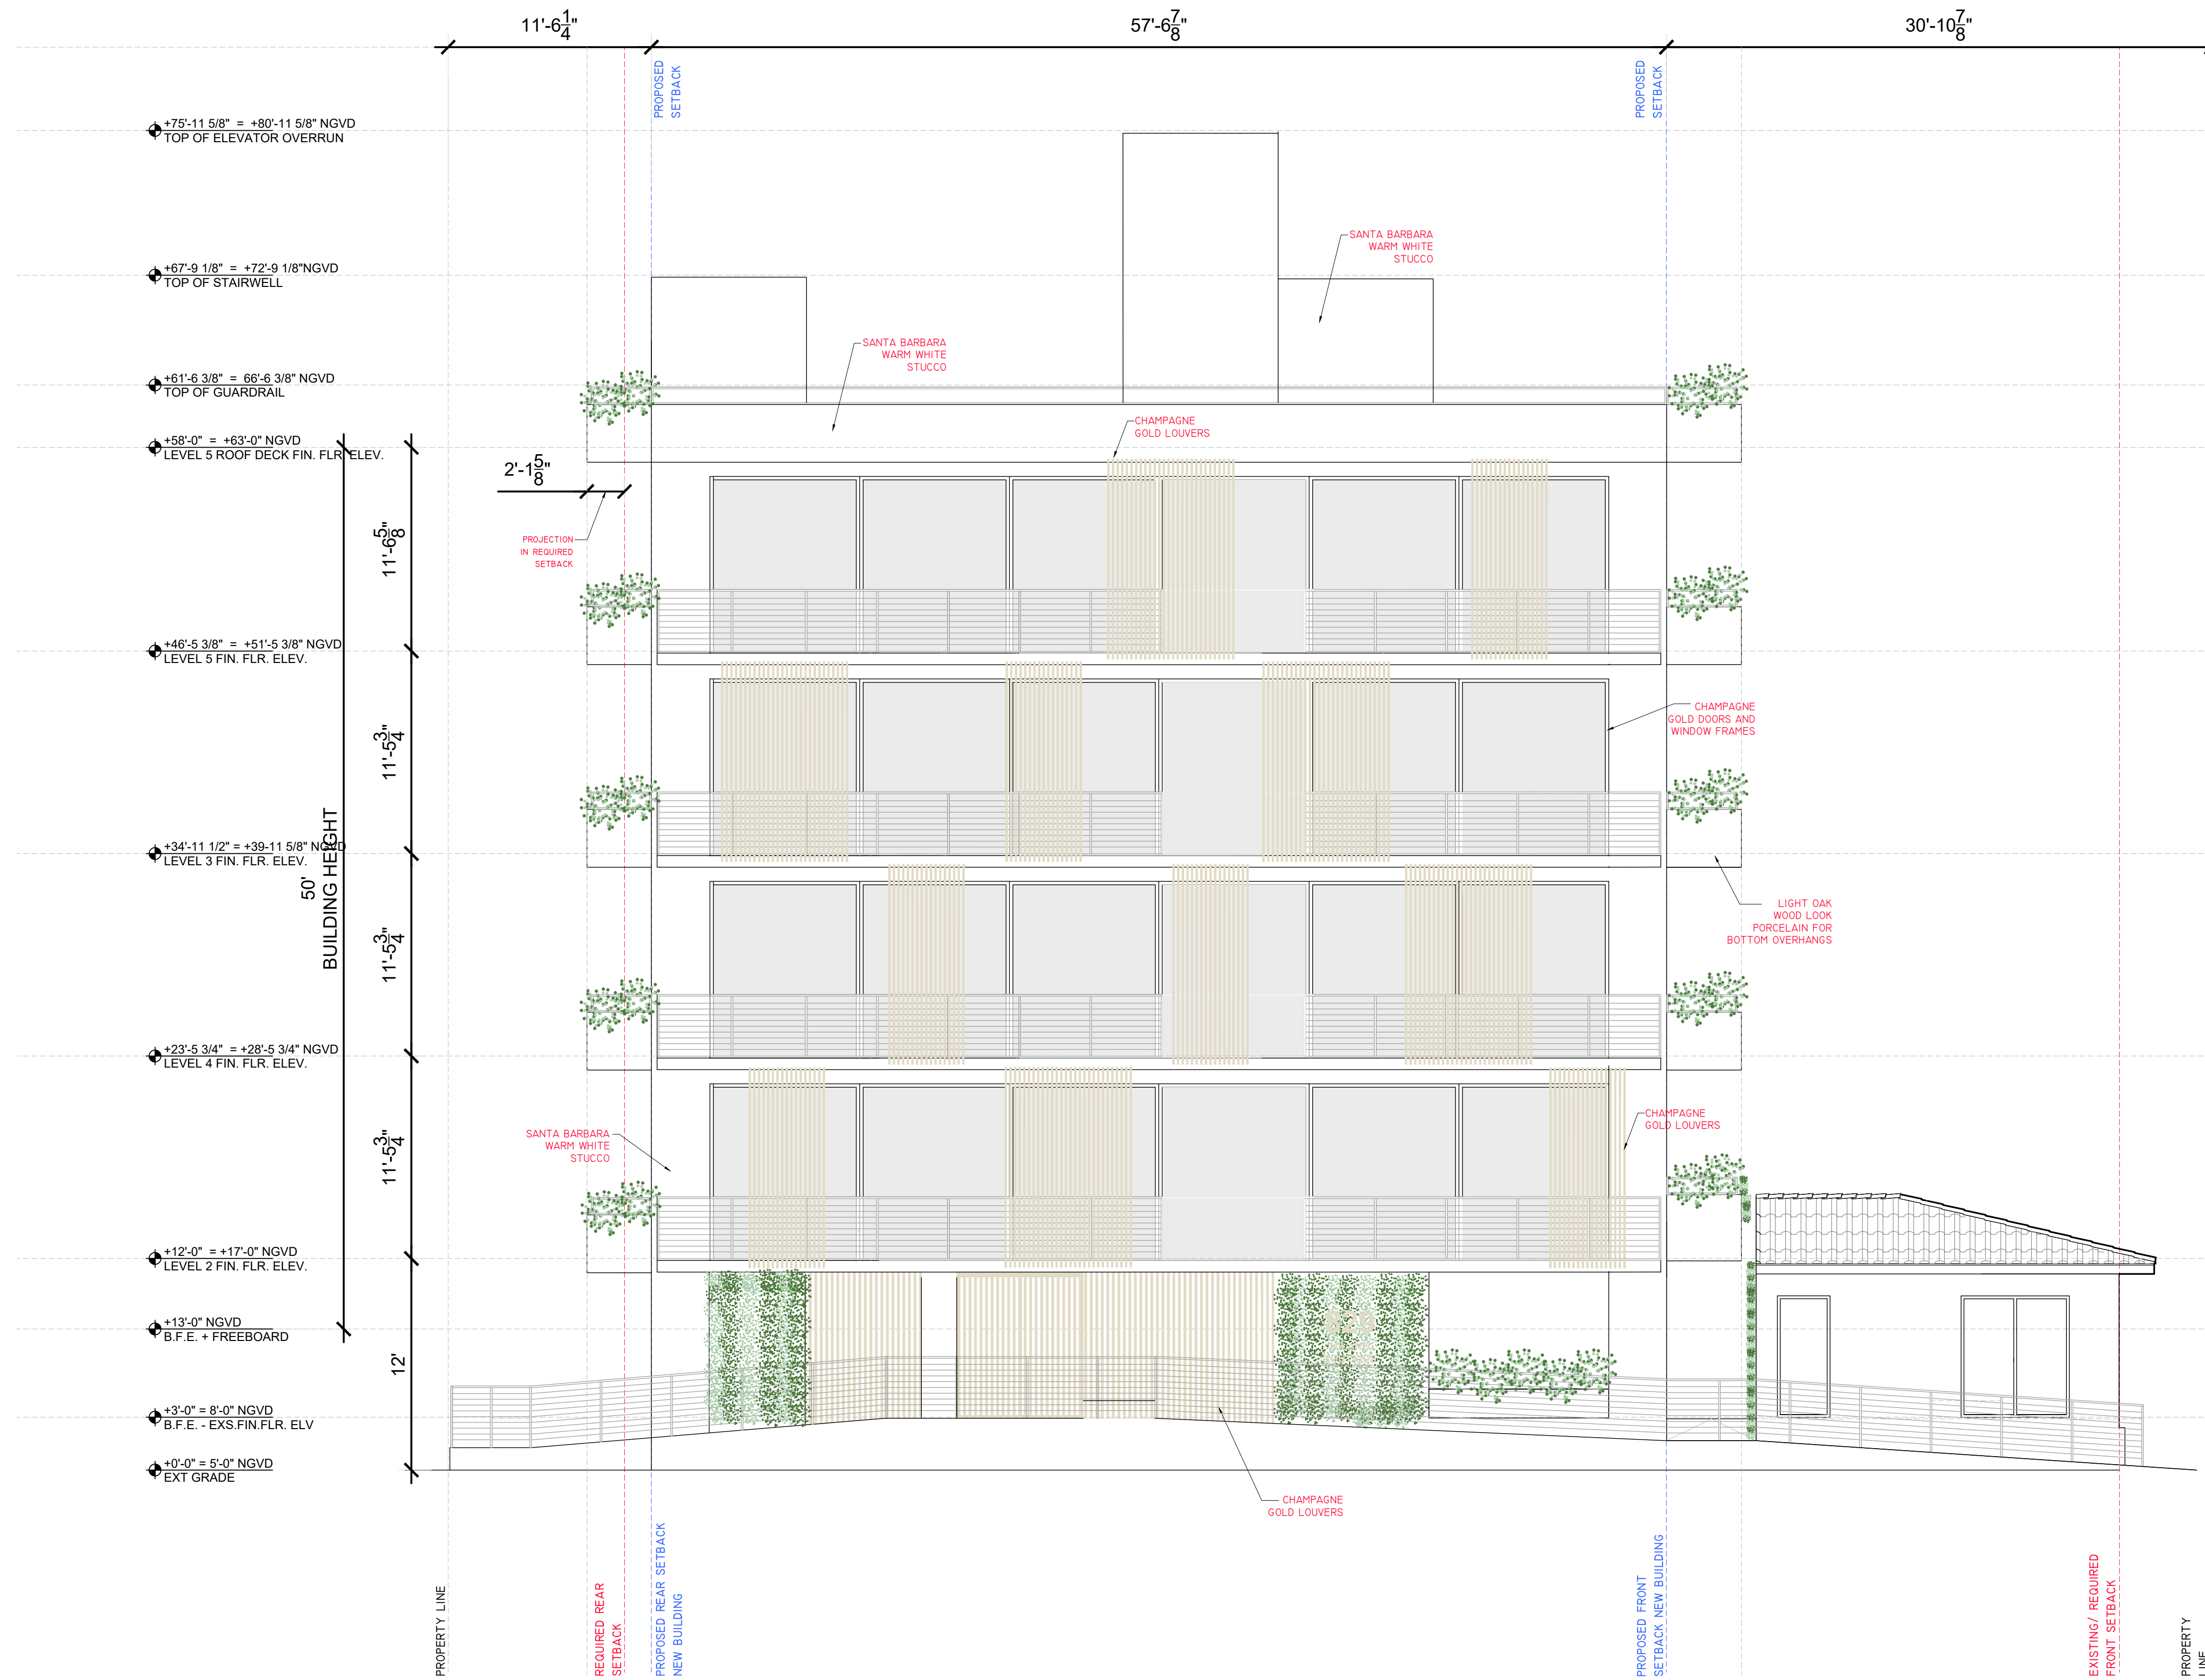 11'-6 1/4"
57'-6 7/8"
30'-10 7/8"
PROPOSED
SETBACK
PROPOSED
SETBACK
+75'-11 5/8" = +80'-11 5/8" NGVD
TOP OF ELEVATOR OVERRUN
SANTA BARBARA
WARM WHITE
STUCCO
+67'-9 1/8" = +72'-9 1/8"NGVD
TOP OF STAIRWELL
SANTA BARBARA
WARM WHITE
STUCCO
+61'-6 3/8" = 66'-6 3/8" NGVD
TOP OF GUARDRAIL
CHAMPAGNE
GOLD LOUVERS
+58'-0" = +63'-0" NGVD
LEVEL 5 ROOF DECK FIN. FLR. ELEV.
2'-1 5/8"
PROJECTION
IN REQUIRED
SETBACK
11'-6 5/8"
+46'-5 3/8" = +51'-5 3/8" NGVD
LEVEL 5 FIN. FLR. ELEV.
CHAMPAGNE
GOLD DOORS AND
WINDOW FRAMES
11'-5 3/4"
+34'-11 1/2" = +39-11 5/8" NGVD
LEVEL 3 FIN. FLR. ELEV.
50'
BUILDING HEIGHT
11'-5 3/4"
LIGHT OAK
WOOD LOOK
PORCELAIN FOR
BOTTOM OVERHANGS
+23'-5 3/4" = +28'-5 3/4" NGVD
LEVEL 4 FIN. FLR. ELEV.
CHAMPAGNE
GOLD LOUVERS
SANTA BARBARA
WARM WHITE
STUCCO
11'-5 3/4"
+12'-0" = +17'-0" NGVD
LEVEL 2 FIN. FLR. ELEV.
+13'-0" NGVD
B.F.E. + FREEBOARD
12'
+3'-0" = 8'-0" NGVD
B.F.E. - EXS.FIN.FLR. ELV
+0'-0" = 5'-0" NGVD
EXT GRADE
CHAMPAGNE
GOLD LOUVERS
PROPERTY LINE
REQUIRED REAR
SETBACK
PROPOSED REAR SETBACK
NEW BUILDING
PROPOSED FRONT
SETBACK NEW BUILDING
EXISTING/ REQUIRED
FRONT SETBACK
PROPERTY
LINE